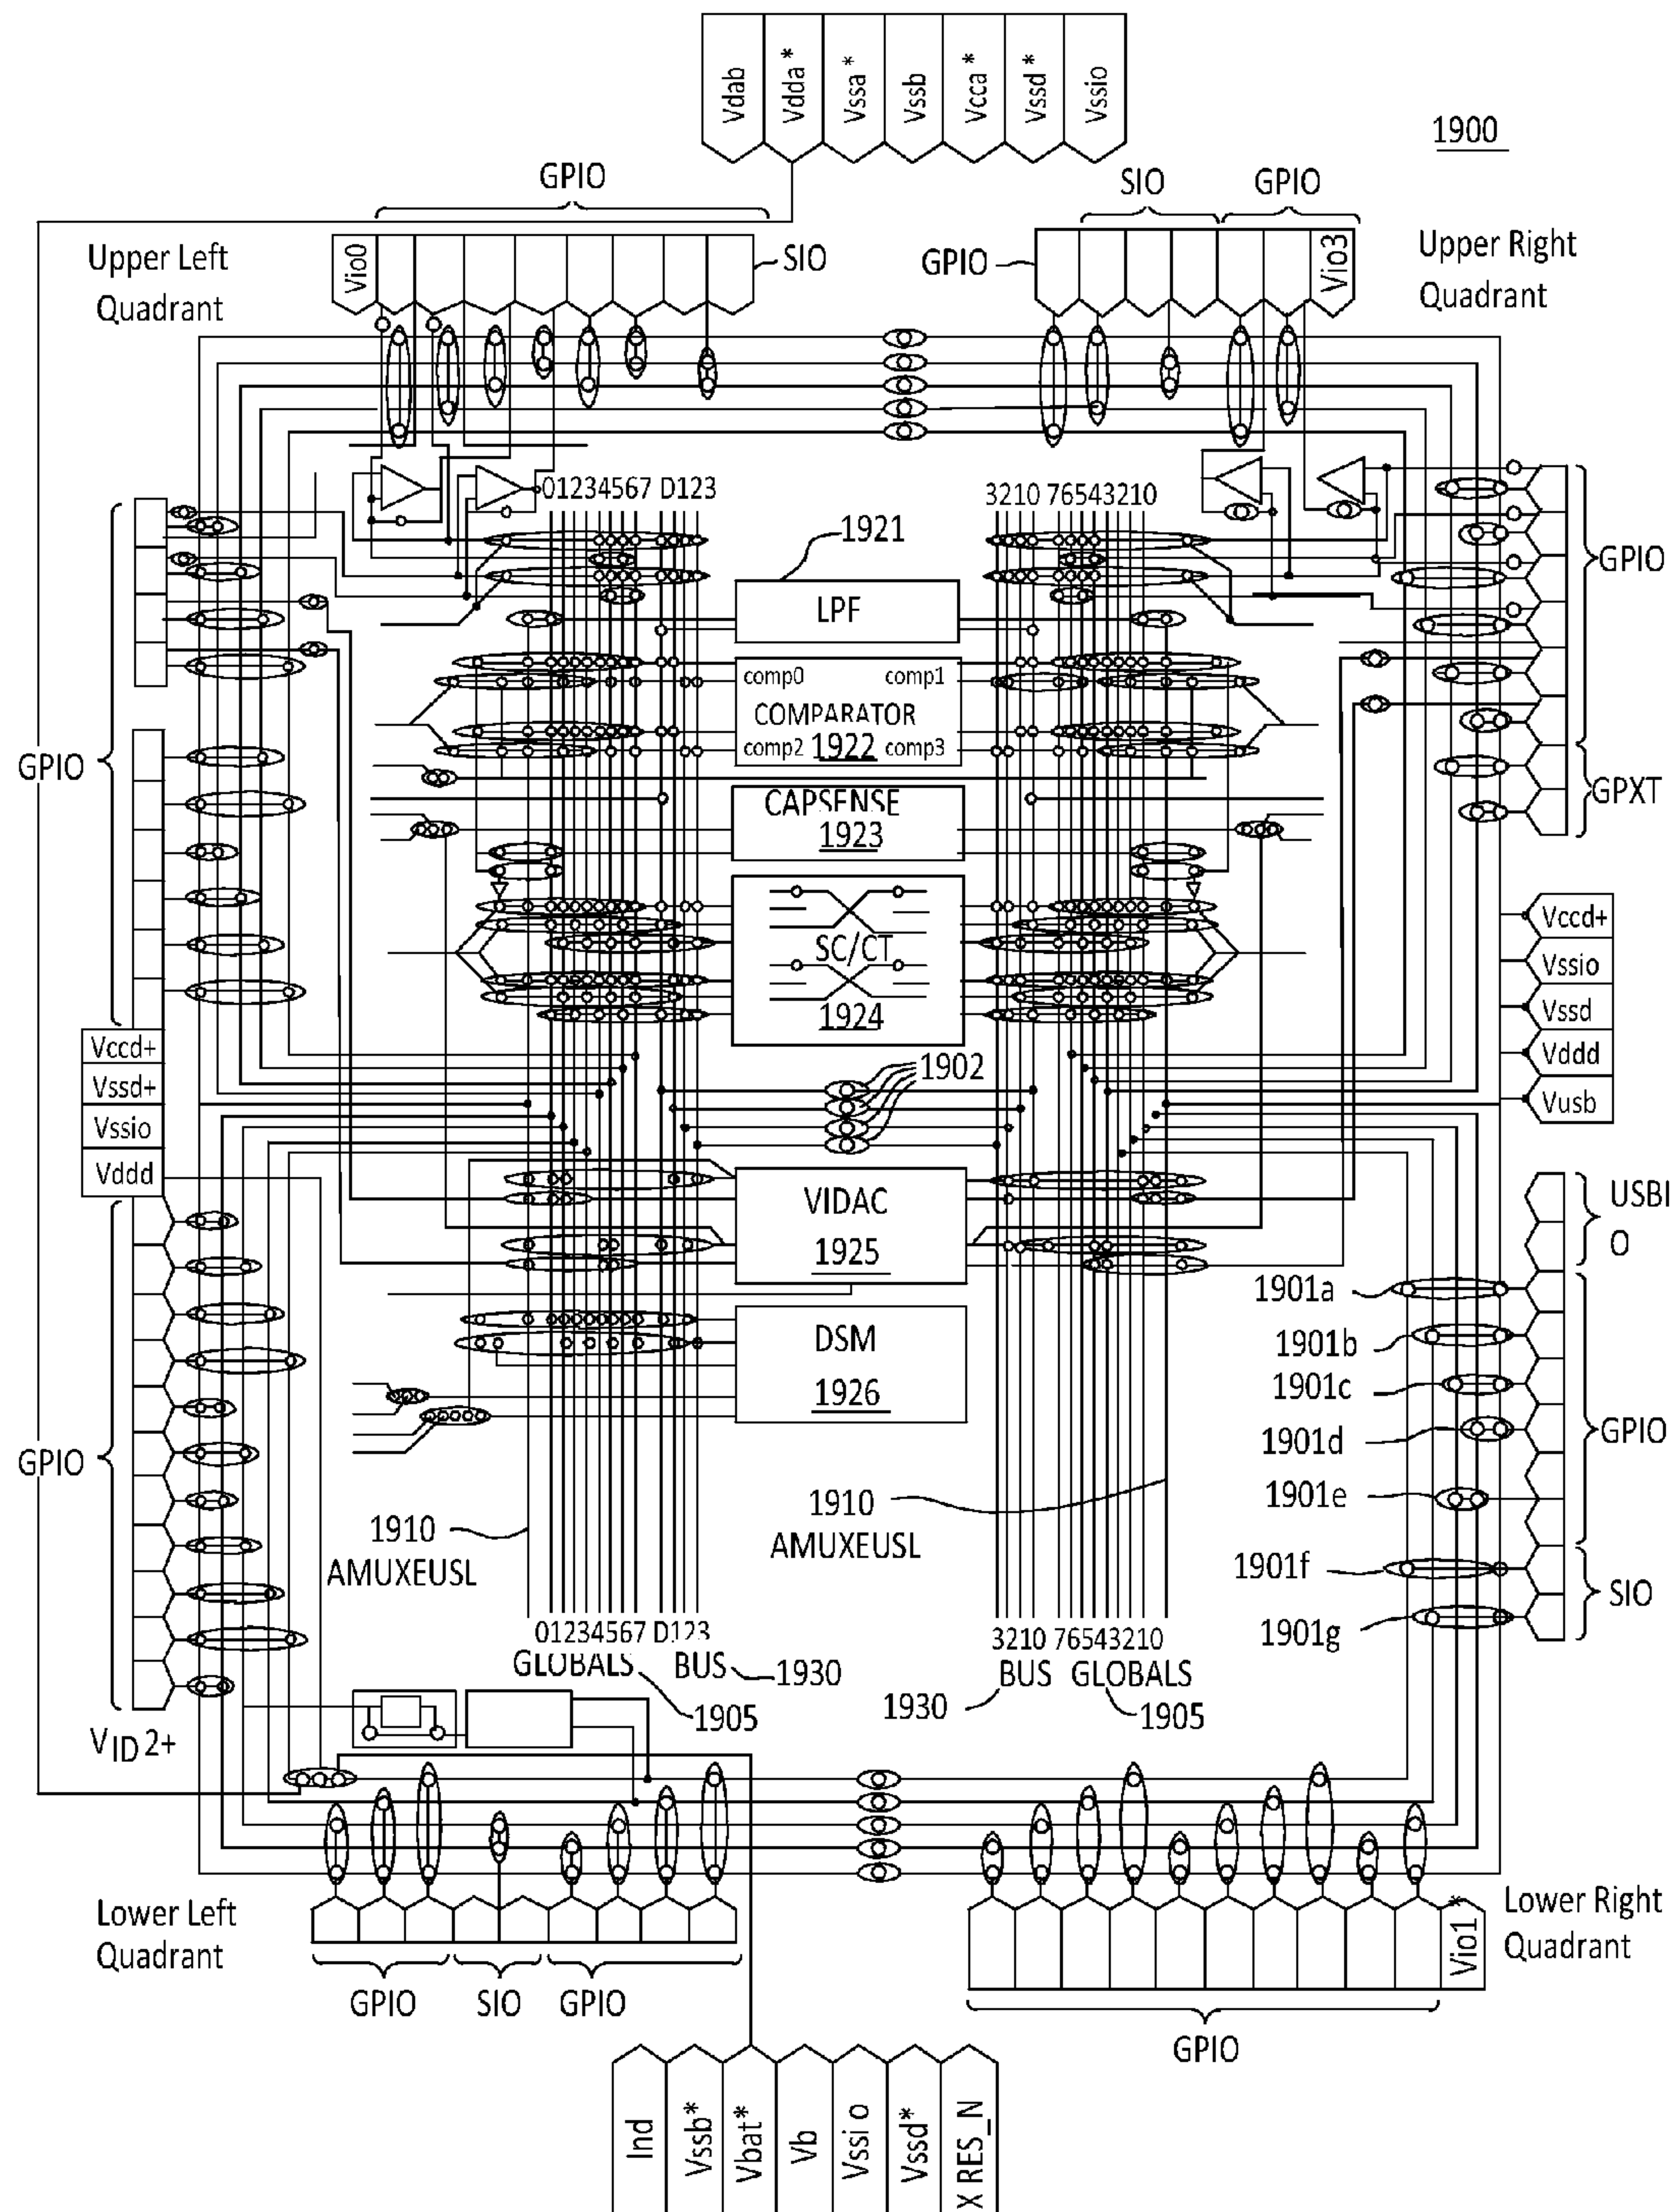 Vdab
Vdda *
Vssa *
Vssb
Vcca *
Vssd *
Vssio
1900
GPIO
SIO
GPIO
Upper Left
Quadrant
Vio0
SIO
GPIO
Vio3
Upper Right
Quadrant
01234567 D123
3210 76543210
1921
LPF
GPIO
comp0
comp1
COMPARATOR
comp2
1922
comp3
GPIO
CAPSENSE
1923
GPXT
SC/CT
1924
Vccd+
Vssio
Vssd
Vddd
Vusb
Vccd+
Vssd+
Vssio
Vddd
1902
VIDAC
1925
USBI
O
1901a
DSM
1926
1901b
1901c
1901d
GPIO
1901e
GPIO
1910
AMUXEUSL
1910
AMUXEUSL
1901f
SIO
1901g
01234567 D123
GLOBALS
BUS
1930
1905
3210 76543210
BUS
GLOBALS
1930
1905
VID 2+
Lower Left
Quadrant
GPIO
SIO
GPIO
Vio1 *
Lower Right
Quadrant
GPIO
Ind
Vssb*
Vbat*
Vb
Vssi o
Vssd*
X RES_N